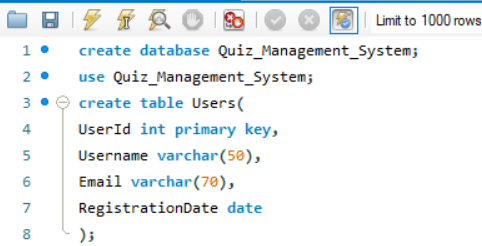 Limit to 1000 rows
1 create database Quiz_Management_System;
2 use Quiz_Management_System;
3 create table Users(
4 UserId int primary key,
5 Username varchar(50),
6 Email varchar(70),
7 RegistrationDate date
8 );